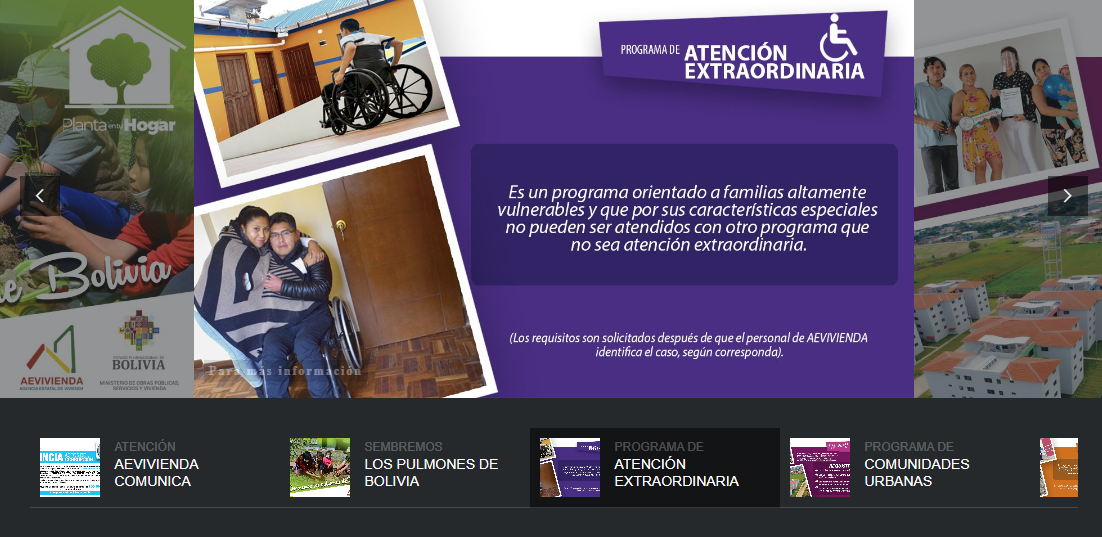 Planta en tu Hogar
de Bolivia
AEVIVIENDA
AGENCIA ESTATAL DE VIVIENDA
ESTADO PLURINACIONAL DE
BOLIVIA
MINISTERIO DE OBRAS PÚBLICAS,
SERVICIOS Y VIVIENDA
PROGRAMA DE ATENCIÓN
EXTRAORDINARIA
Es un programa orientado a familias altamente
vulnerables y que por sus características especiales
no pueden ser atendidos con otro programa que
no sea atención extraordinaria.
(Los requisitos son solicitados después de que el personal de AEVIVIENDA
identifica el caso, según corresponda).
Para más información
ATENCIÓN
AEVIVIENDA
COMUNICA
SEMBREMOS
LOS PULMONES DE
BOLIVIA
PROGRAMA DE
ATENCIÓN
EXTRAORDINARIA
PROGRAMA DE
COMUNIDADES
URBANAS